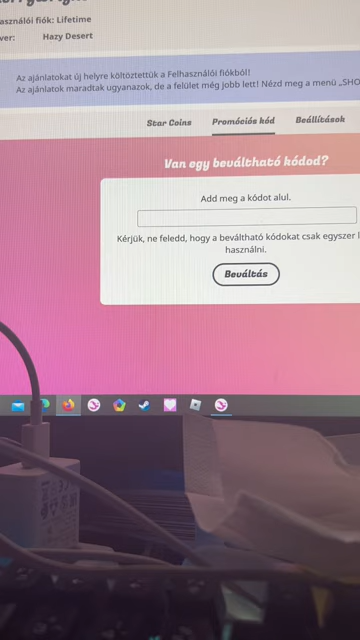 fiók: Lifetime
Hazy Desert
Az ajánlatokat új helyre költöztettük a Felhasználói fiókból!
Az ajánlatok maradtak ugyanazok, de a felület még jobb lett! Nézd meg a menü „SHO
Star Coins
Promóciós kód
Beállítások
Van egy beváltható kódod?
Add meg a kódot alul.
Kérjük, ne feledd, hogy a beváltható kódokat csak egyszer l
használni.
Beváltás